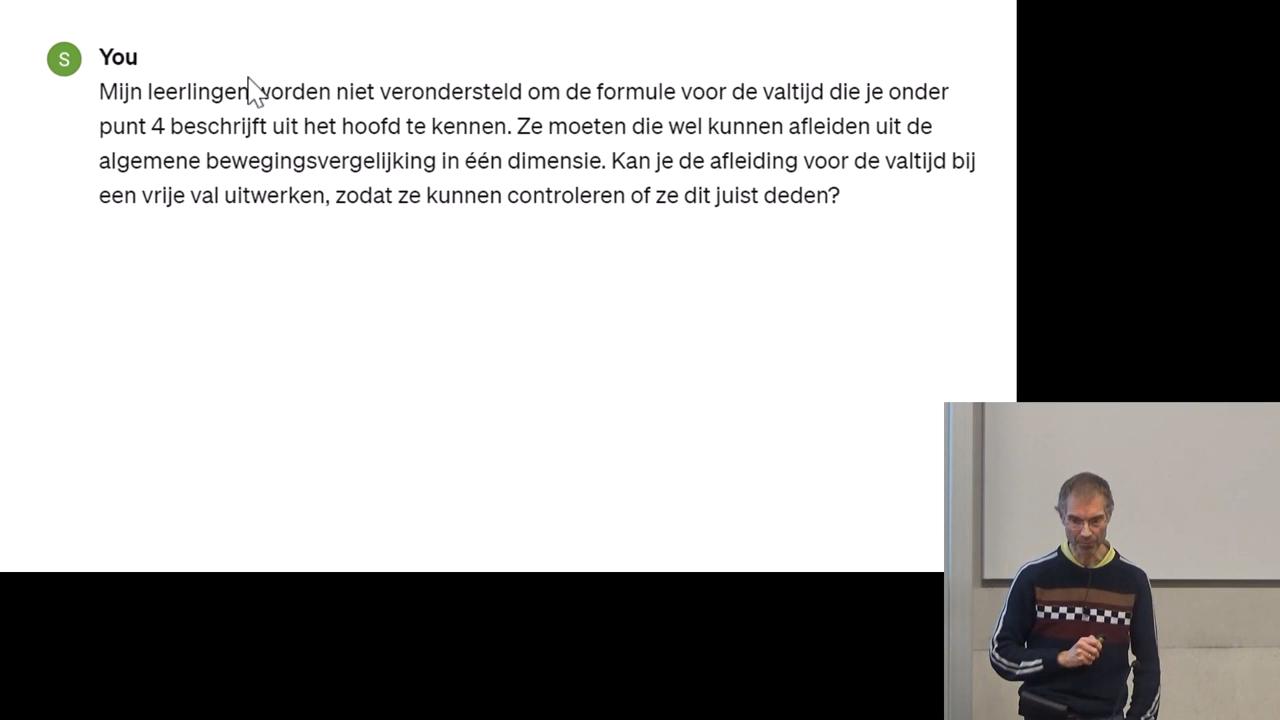 S
You
Mijn leerlingen worden niet verondersteld om de formule voor de valtijd die je onder
punt 4 beschrijft uit het hoofd te kennen. Ze moeten die wel kunnen afleiden uit de
algemene bewegingsvergelijking in één dimensie. Kan je de afleiding voor de valtijd bij
een vrije val uitwerken, zodat ze kunnen controleren of ze dit juist deden?